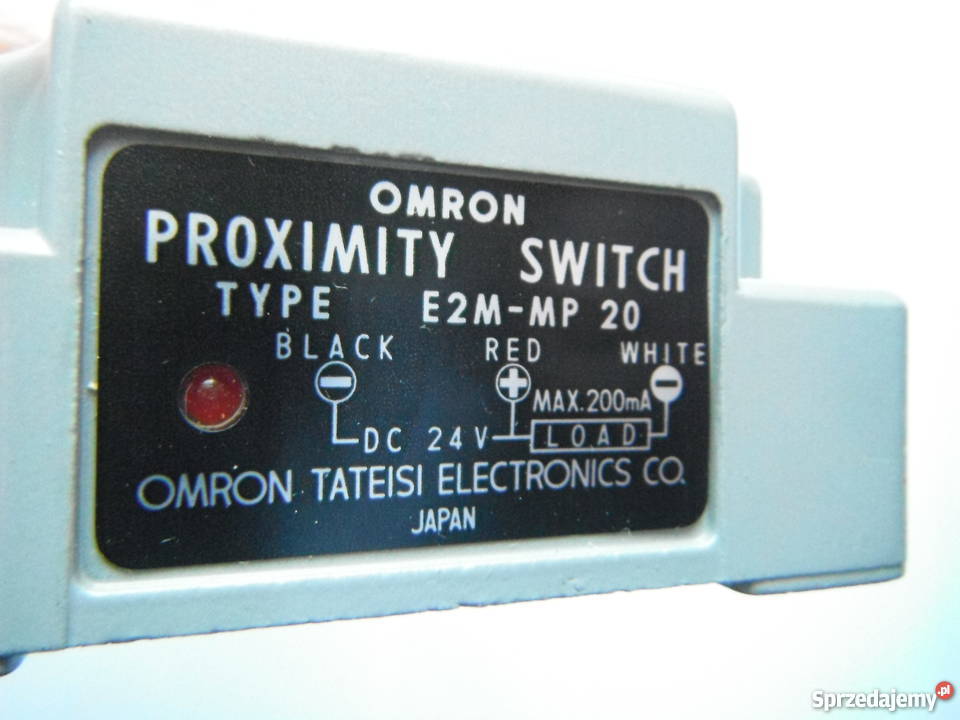 OMRON
PROXIMITY SWITCH
TYPE E2M-MP 20
BLACK RED WHITE
MAX.200mA
DC 24V LOAD
OMRON TATEISI ELECTRONICS CO.
JAPAN
Sprzedajemy.pl